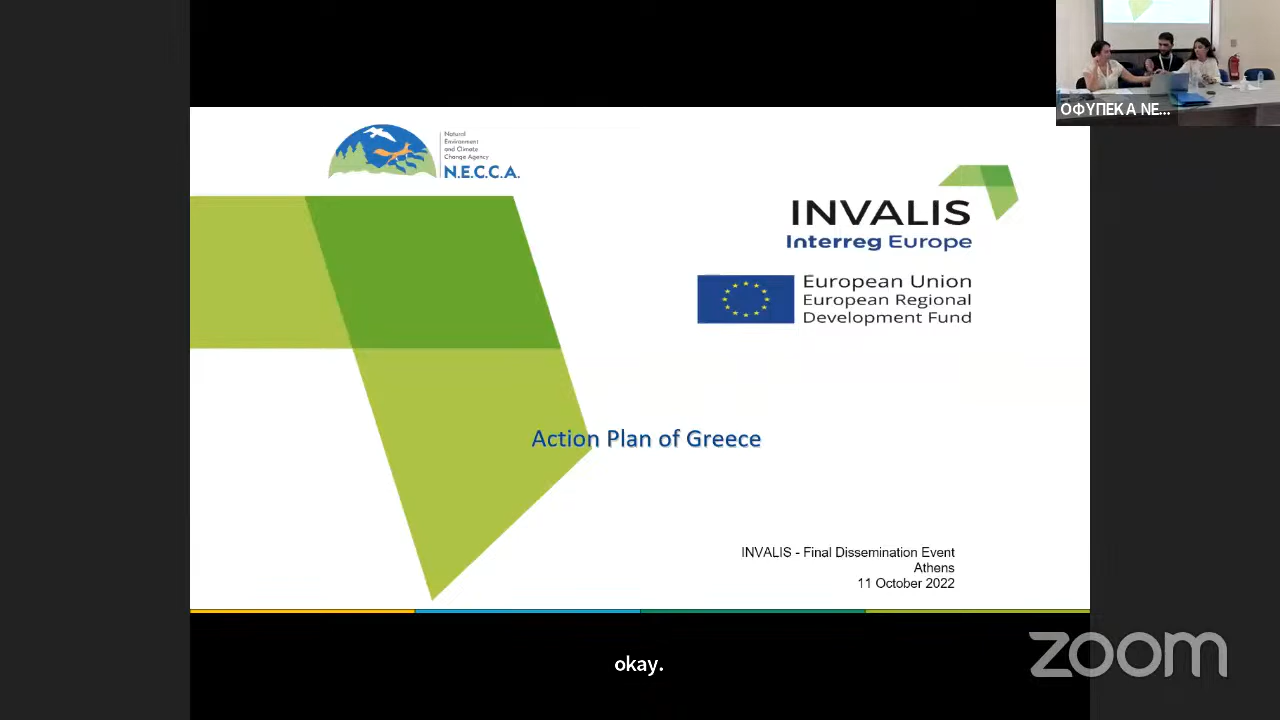 ΟΦΥΠΕΚΑ NE...
Natural
Environment
and Climate
Change Agency
N.E.C.C.A.
INVALIS
Interreg Europe
European Union
European Regional
Development Fund
Action Plan of Greece
INVALIS - Final Dissemination Event
Athens
11 October 2022
okay.
zoom